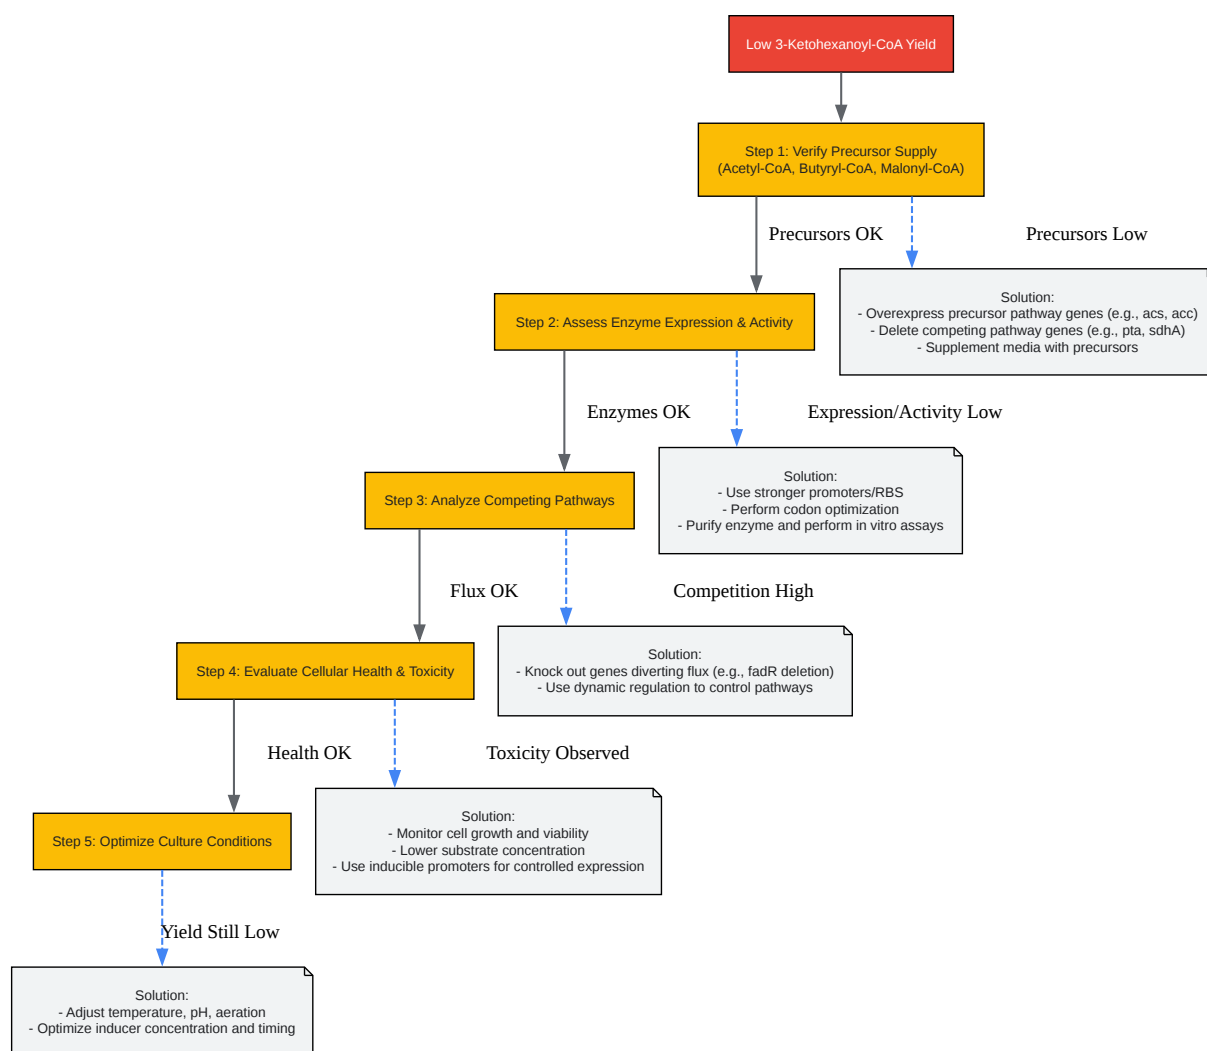 Low 3-Ketohexanoyl-CoA Yield
Step 1: Verify Precursor Supply
(Acetyl-CoA, Butyryl-CoA, Malonyl-CoA)
Precursors OK
Precursors Low
Solution:
- Overexpress precursor pathway genes (e.g., acs, acc)
- Delete competing pathway genes (e.g., pta, sdhA)
- Supplement media with precursors
Step 2: Assess Enzyme Expression & Activity
Enzymes OK
Expression/Activity Low
Solution:
- Use stronger promoters/RBS
- Perform codon optimization
- Purify enzyme and perform in vitro assays
Step 3: Analyze Competing Pathways
Flux OK
Competition High
Solution:
- Knock out genes diverting flux (e.g., fadR deletion)
- Use dynamic regulation to control pathways
Step 4: Evaluate Cellular Health & Toxicity
Health OK
Toxicity Observed
Solution:
- Monitor cell growth and viability
- Lower substrate concentration
- Use inducible promoters for controlled expression
Step 5: Optimize Culture Conditions
Yield Still Low
Solution:
- Adjust temperature, pH, aeration
- Optimize inducer concentration and timing